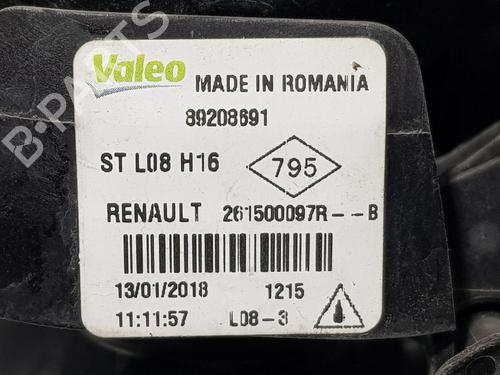 Valeo
MADE IN ROMANIA
89208691
ST L08 H16
795
RENAULT 261500097R--B
13/01/2018 1215
11:11:57 L08-3
B-PARTS